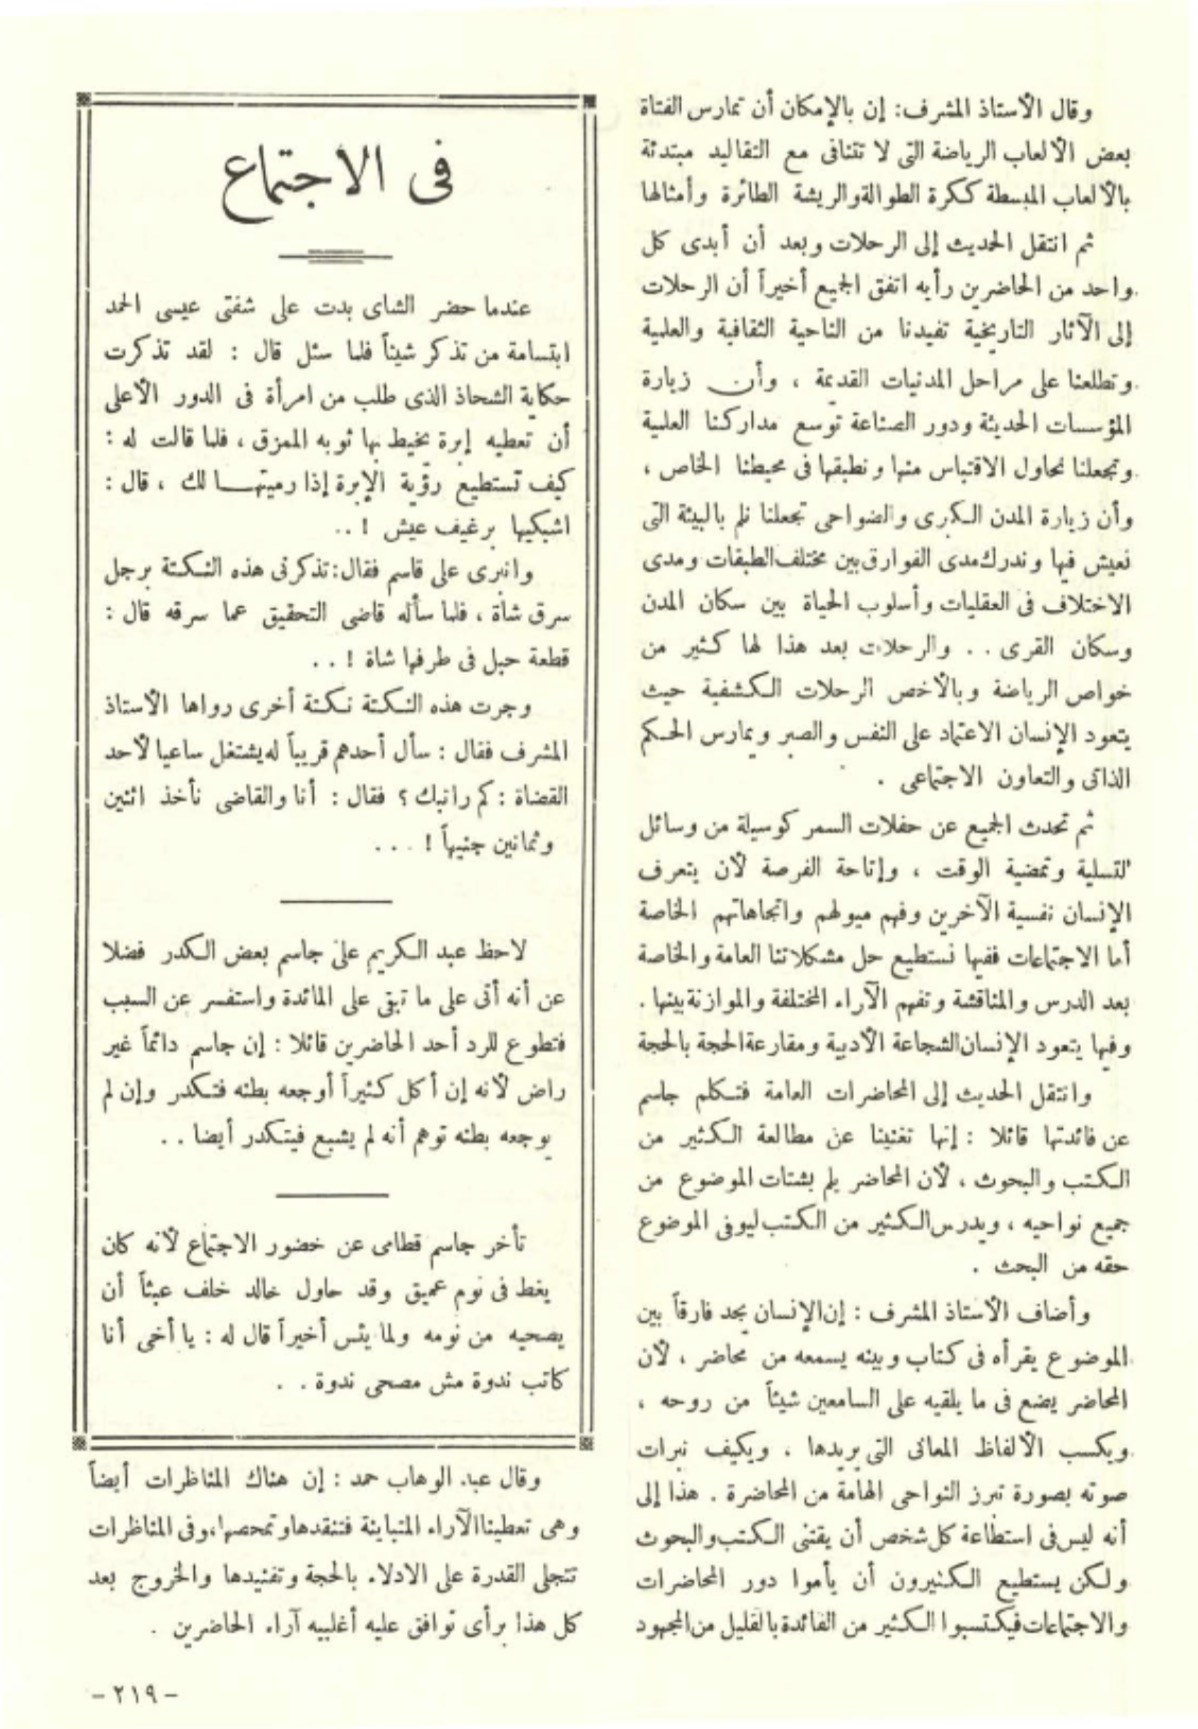 وقال الأستاذ المشرف: إن بالإمكان أن تمارس الفتاة
بعض الألعاب الرياضة التى لا تتنافى مع التقاليد مبتدئة
بالألعاب المبسطة ككرة الطوالة والريشة الطائرة وأمثالها
ثم انتقل الحديث إلى الرحلات وبعد أن أبدى كل
واحد من الحاضرين رأيه اتفق الجميع أخيراً أن الرحلات
إلى الآثار التاريخية تفيدنا من الناحية الثقافية والعلمية
وتطلعنا على مراحل المدنيات القديمة ، وأن زيارة
المؤسسات الحديثة ودور الصناعة توسع مداركنا العلمية
وتجعلنا نحاول الاقتباس منها ونطبقها فى محيطنا الخاص ،
وأن زيارة المدن الكبرى والضواحى تجعلنا نلم بالبيئة التى
نعيش فيها وندرك مدى الفوارق بين مختلف الطبقات ومدى
الاختلاف فى العقليات وأسلوب الحياة بين سكان المدن
وسكان القرى . . والرحلات بعد هذا لها كثير من
خواص الرياضة وبالأخص الرحلات الكشفية حيث
يتعود الإنسان الاعتماد على النفس والصبر ويمارس الحكم
الذاتى والتعاون الاجتماعى .
ثم تحدث الجميع عن حفلات السمر كوسيلة من وسائل
التسلية وتمضية الوقت ، وإتاحة الفرصة لأن يتعرف
الإنسان نفسية الآخرين وفهم ميولهم واتجاهاتهم الخاصة
أما الاجتماعات ففيها نستطيع حل مشكلاتنا العامة والخاصة
بعد الدرس والمناقشة وتفهم الآراء المختلفة والموازنة بينها .
وفيها يتعود الإنسان الشجاعة الأدبية ومقارعة الحجة بالحجة
وانتقل الحديث إلى المحاضرات العامة فتكلم جاسم
عن فائدتها قائلا : إنها تغنينا عن مطالعة الكثير من
الكتب والبحوث ، لأن المحاضر يلم بشتات الموضوع من
جميع نواحيه ، ويدرس الكثير من الكتب ليوفى الموضوع
حقه من البحث .
وأضاف الأستاذ المشرف : إن الإنسان يجد فارقاً بين
الموضوع يقرأه فى كتاب وبينه يسمعه من محاضر ، لأن
المحاضر يضع فى ما يلقيه على السامعين شيئاً من روحه ،
ويكسب الألفاظ المعانى التى يريدها ، ويكيف نبرات
صوته بصورة تبرز النواحى الهامة من المحاضرة . هذا إلى
أنه ليس فى استطاعة كل شخص أن يقتنى الكتب والبحوث
ولكن يستطيع الكثيرون أن يأموا دور المحاضرات
والاجتماعات فيكتسبوا الكثير من الفائدة بالقليل من المجهود
فى الاجتماع
عندما حضر الشاى بدت على شفتى عيسى الحمد
ابتسامة من تذكر شيئاً فلما سئل قال : لقد تذكرت
حكاية الشحاذ الذى طلب من امرأة فى الدور الأعلى
أن تعطيه إبرة يخيط بها ثوبه الممزق ، فلما قالت له :
كيف تستطيع رؤية الإبرة إذا رميتهـا لك ، قال :
اشبكيها برغيف عيش ! . .
وانبرى على قاسم فقال : تذكرنى هذه النكتة برجل
سرق شاة ، فلما سأله قاضى التحقيق عما سرقه قال :
قطعة حبل فى طرفها شاة ! . .
وجرت هذه النكتة نكتة أخرى رواها الأستاذ
المشرف فقال : سأل أحدهم قريباً له يشتغل ساعيا لأحد
القضاة : كم راتبك ؟ فقال : أنا والقاضى نأخذ اثنين
وثمانين جنيهاً ! . . .
لاحظ عبد الكريم على جاسم بعض الكدر فضلا
عن أنه أتى على ما تبقى على المائدة واستفسر عن السبب
فتطوع للرد أحد الحاضرين قائلا : إن جاسم دائماً غير
راض لأنه إن أكل كثيراً أوجعه بطنه فتكدر وإن لم
يوجعه بطنه توهم أنه لم يشبع فيتكدر أيضا . .
تأخر جاسم قطامى عن خضور الاجتماع لأنه كان
يغط فى نوم عميق وقد حاول خالد خلف عبثاً أن
يصحيه من نومه ولما يئس أخيراً قال له : يا أخى أنا
كاتب ندوة مش مصحى ندوة . .
وقال عبد الوهاب حمد : إن هناك المناظرات أيضاً
وهى تعطينا الآراء المتباينة فتنقدها وتمحصها ، وفى المناظرات
تتجلى القدرة على الادلاء بالحجة وتفنيدها والخروج بعد
كل هذا برأى توافق عليه أغلبيه آراء الحاضرين .
- ٢١٩ -